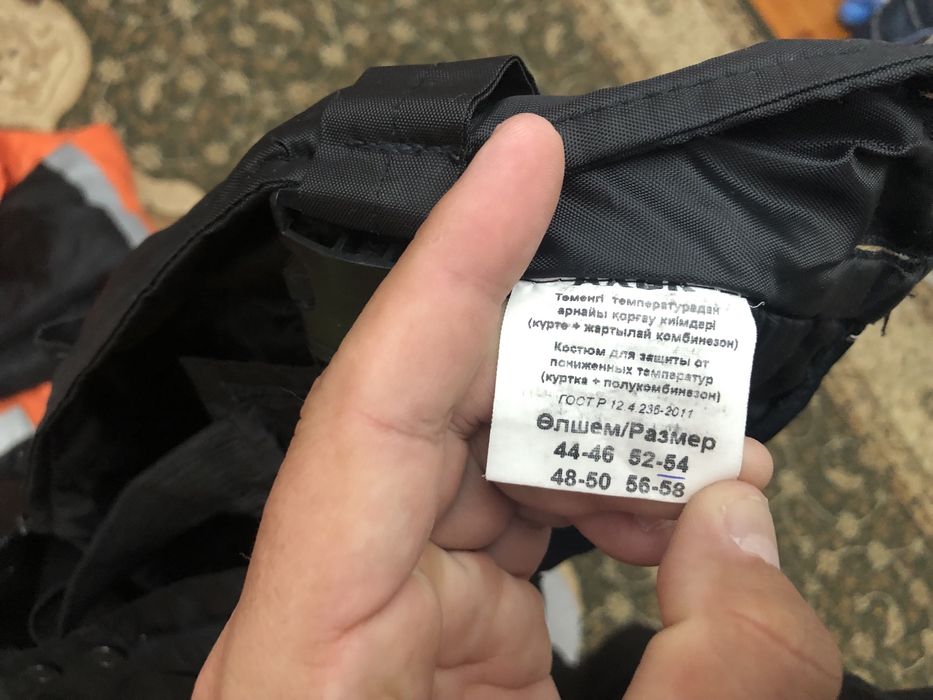 Төменгі температурадай
арнайы қорғау киімдері
(күрте + жартылай комбинезон)
Костюм для защиты от
пониженных температур
(куртка + полукомбинезон)
ГОСТ Р 12.4.236-2011
Өлшем/Размер
44-46 52-54
48-50 56-58